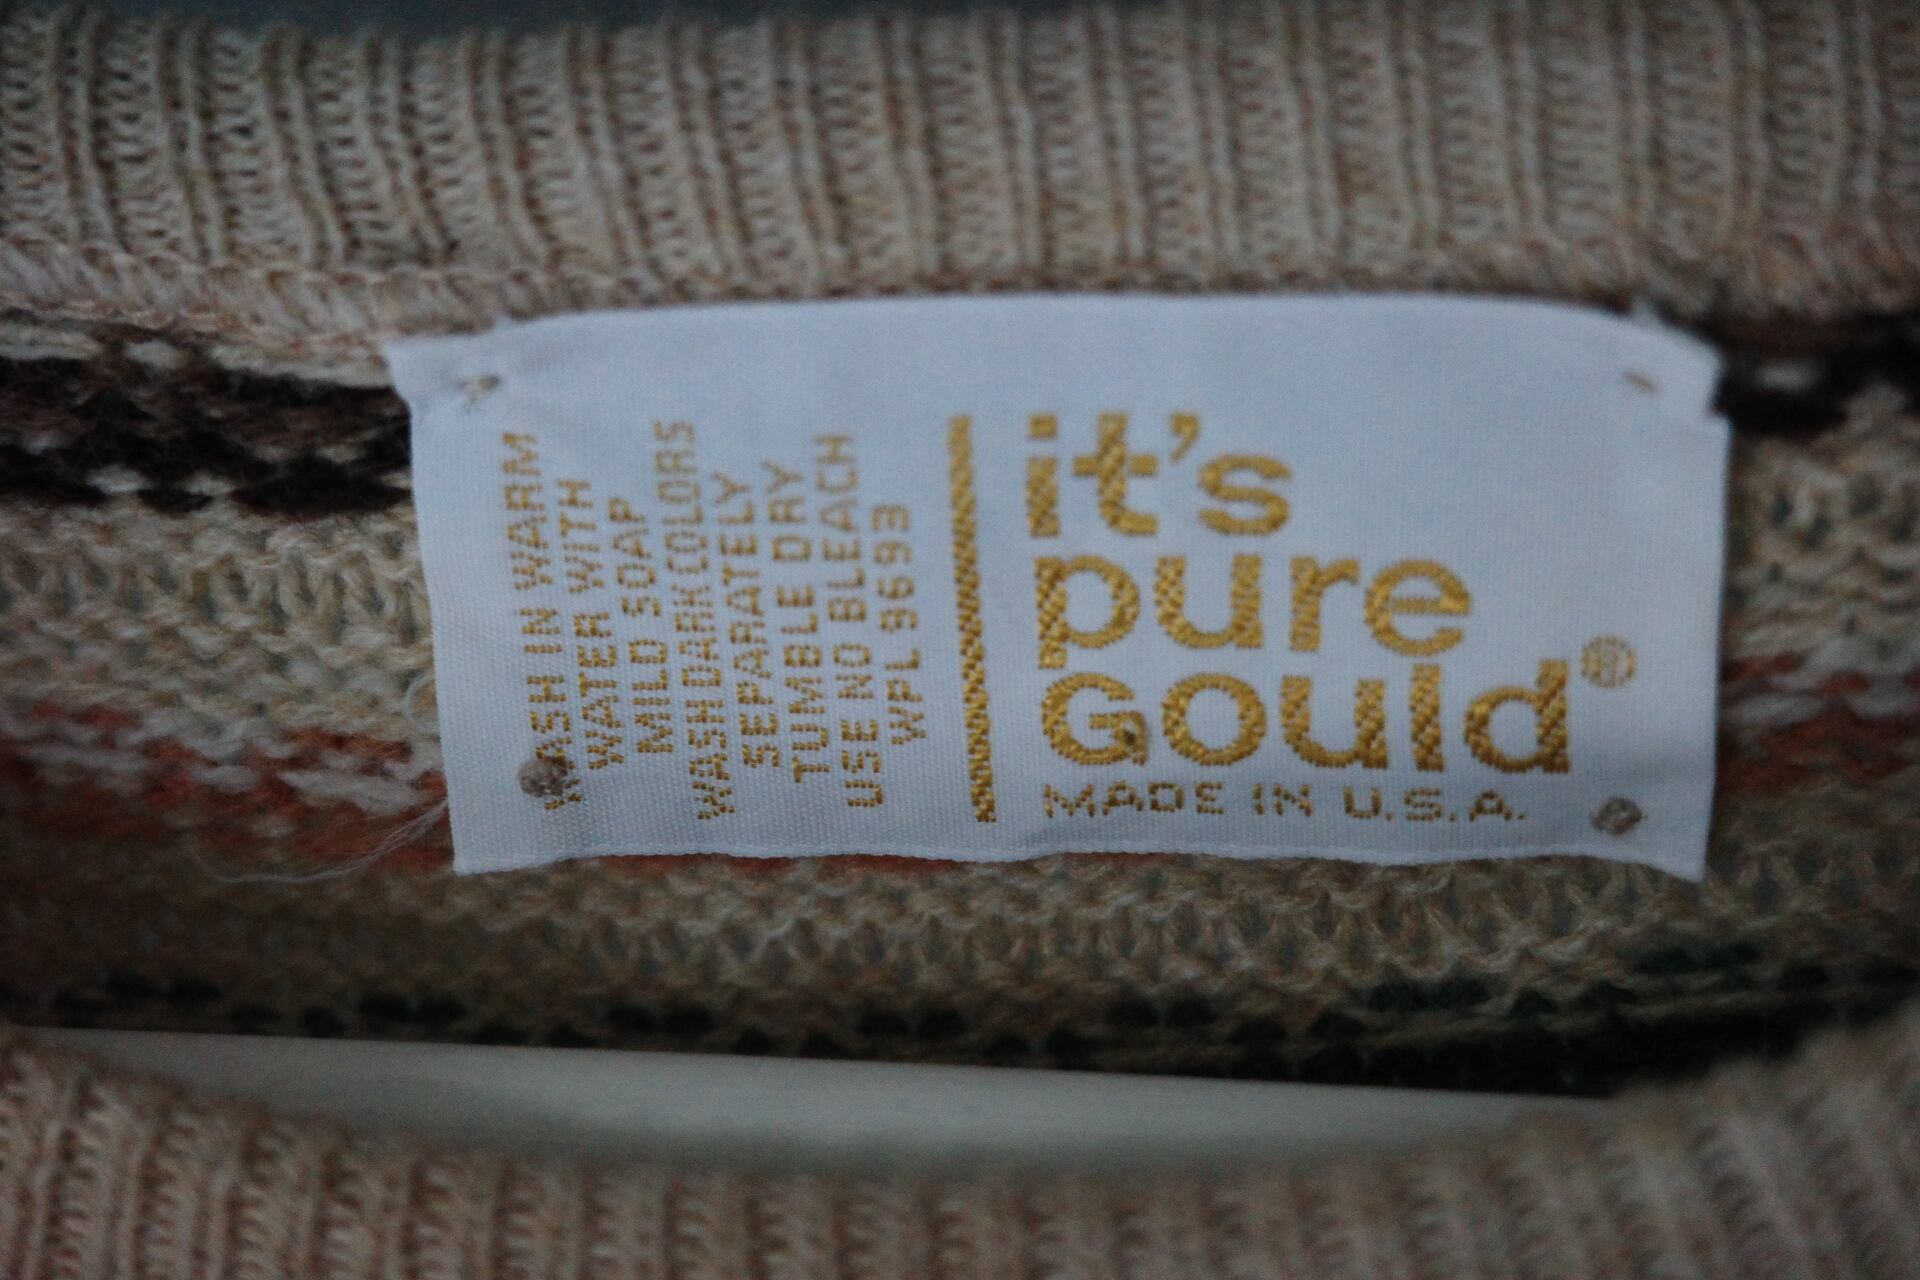 it's
pure
Gould®
MADE IN U.S.A.
WASH IN WARM
WATER WITH
MILD SOAP
WASH DARK COLORS
SEPARATELY
TUMBLE DRY
USE NO BLEACH
WPL 9693